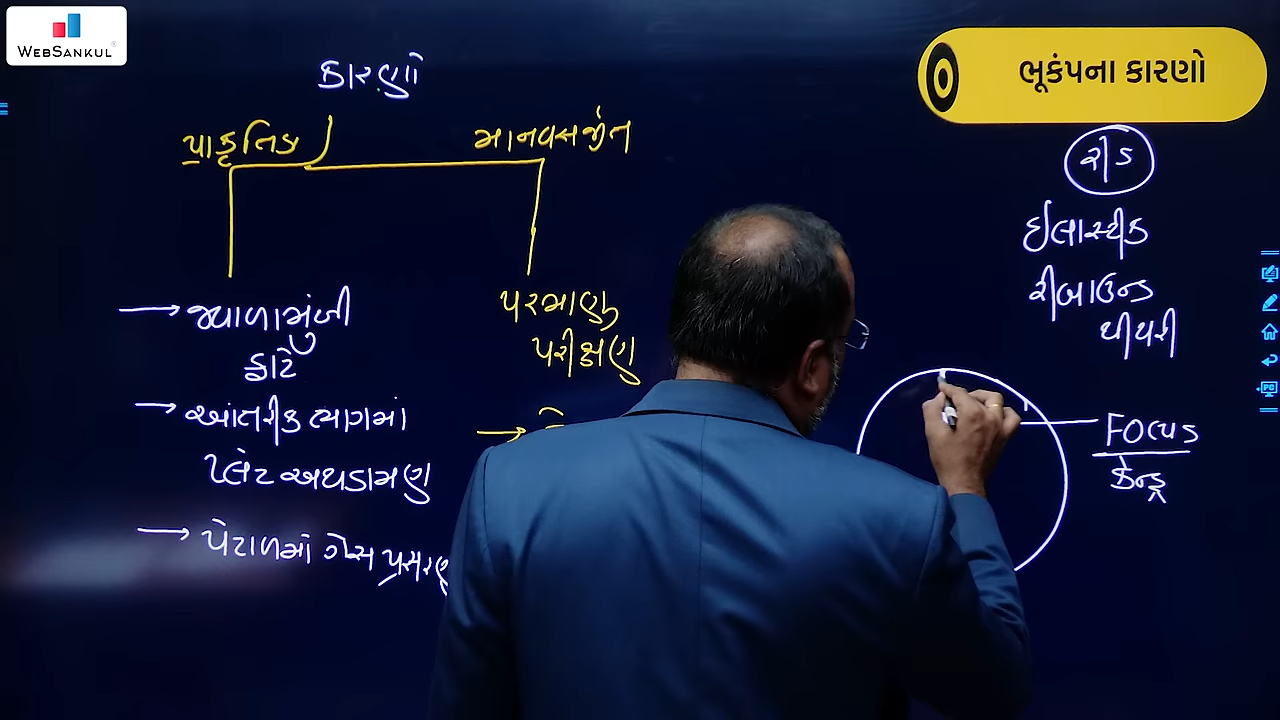 WEBSANKUL
ભૂકંપના કારણો
કારણો
પ્રાકૃતિક
માનવસર્જીત
જ્વાળામુખી
ફાટે
આંતરીક ભાગમાં
પ્લેટ અથડામણ
પેટાળમાં ગેસ પ્રસરણ
પરમાણુ
પરીક્ષણ
રીડ
ઈલાસ્ટીક
રીબાઉન્ડ
થીયરી
FOCUS
કેન્દ્ર